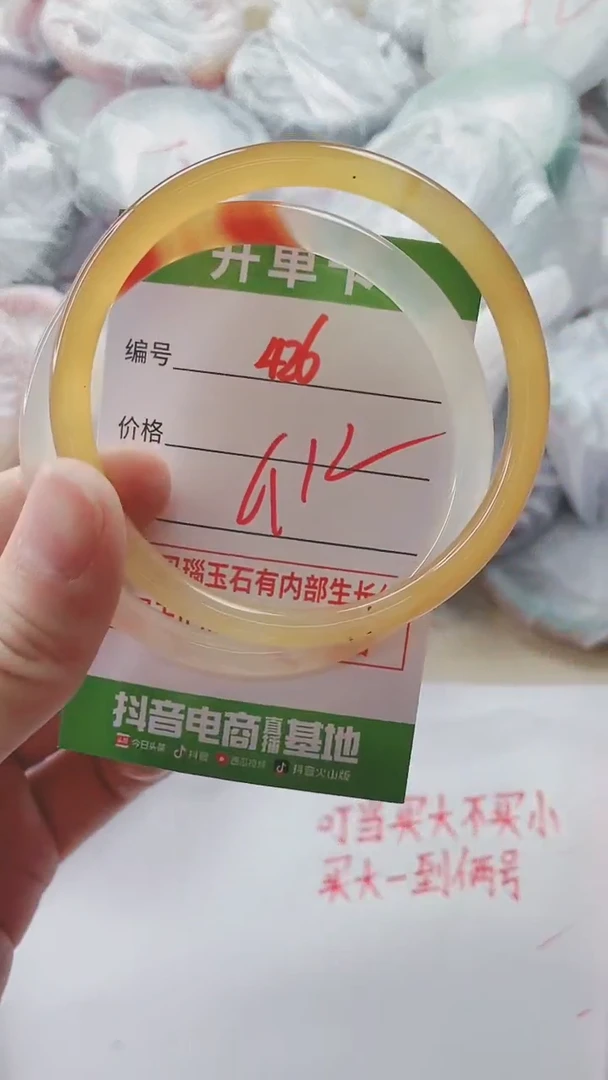 开单卡
编号 426
价格
瑙玉石有内部生长
抖音电商直播基地
今日头条 抖音 西瓜视频 抖音火山版
叮当买大不买小
买大一到俩号